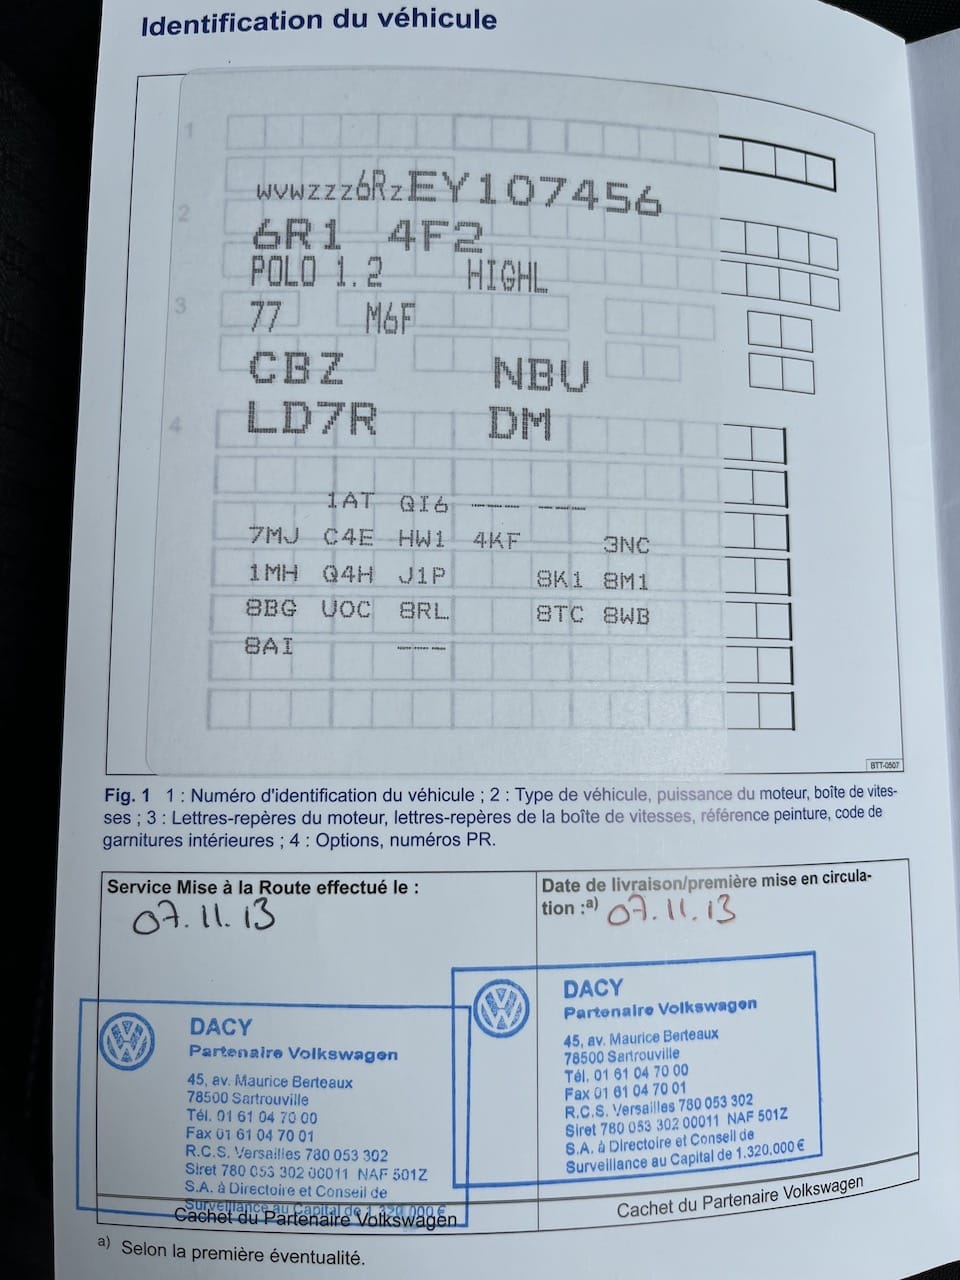 Identification du véhicule
1
WVWZZZ6RZEY107456
2
6R1 4F2
POLO 1.2 HIGHL
3
77 M6F
CBZ NBU
LD7R DM
4
1AT QI6 ------ ------
7MJ C4E HW1 4KF 3NC
1MH Q4H J1P 8K1 8M1
8BG UOC 8RL 8TC 8WB
8AI ------
BTT-0507
Fig. 1 1 : Numéro d'identification du véhicule ; 2 : Type de véhicule, puissance du moteur, boîte de vites-
ses ; 3 : Lettres-repères du moteur, lettres-repères de la boîte de vitesses, référence peinture, code de
garnitures intérieures ; 4 : Options, numéros PR.
Service Mise à la Route effectué le :
07.11.13
DACY
Partenaire Volkswagen
45, av. Maurice Berteaux
78500 Sartrouville
Tél. 01 61 04 70 00
Fax 01 61 04 70 01
R.C.S. Versailles 780 053 302
Siret 780 053 302 00011 NAF 501Z
S.A. à Directoire et Conseil de
Surveillance au Capital de 1.320.000 €
Cachet du Partenaire Volkswagen
Date de livraison/première mise en circula-
tion :a) 07.11.13
DACY
Partenaire Volkswagen
45, av. Maurice Berteaux
78500 Sartrouville
Tél. 01 61 04 70 00
Fax 01 61 04 70 01
R.C.S. Versailles 780 053 302
Siret 780 053 302 00011 NAF 501Z
S.A. à Directoire et Conseil de
Surveillance au Capital de 1.320.000 €
Cachet du Partenaire Volkswagen
a) Selon la première éventualité.